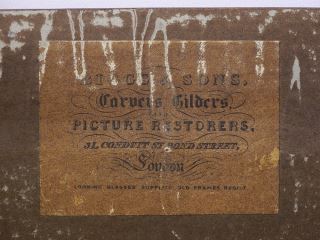 & SONS,
Carvers, Gilders,
PICTURE RESTORERS,
31, CONDUIT ST. BOND STREET,
London
LOOKING GLASSES SUPPLIED OLD FRAMES REGILT.